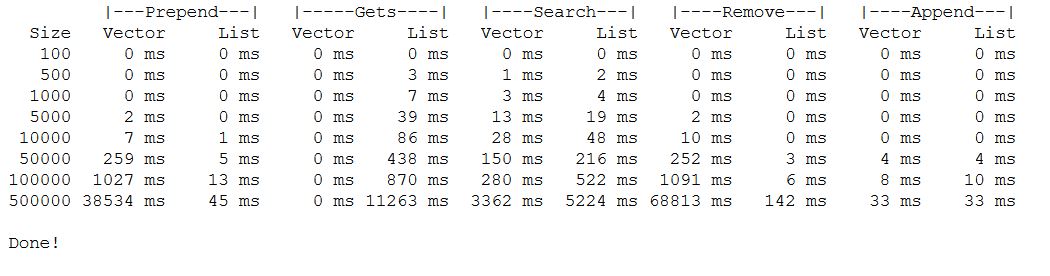 |---Prepend---|   |-----Gets----|   |----Search---|   |----Remove---|   |----Append---|
Size   Vector     List   Vector     List   Vector     List   Vector     List   Vector     List
100     0 ms     0 ms     0 ms     0 ms     0 ms     0 ms     0 ms     0 ms     0 ms     0 ms
500     0 ms     0 ms     0 ms     3 ms     1 ms     2 ms     0 ms     0 ms     0 ms     0 ms
1000     0 ms     0 ms     0 ms     7 ms     3 ms     4 ms     0 ms     0 ms     0 ms     0 ms
5000     2 ms     0 ms     0 ms    39 ms    13 ms    19 ms     2 ms     0 ms     0 ms     0 ms
10000     7 ms     1 ms     0 ms    86 ms    28 ms    48 ms    10 ms     0 ms     0 ms     0 ms
50000   259 ms     5 ms     0 ms   438 ms   150 ms   216 ms   252 ms     3 ms     4 ms     4 ms
100000  1027 ms    13 ms     0 ms   870 ms   280 ms   522 ms  1091 ms     6 ms     8 ms    10 ms
500000 38534 ms    45 ms     0 ms 11263 ms  3362 ms  5224 ms 68813 ms   142 ms    33 ms    33 ms
Done!